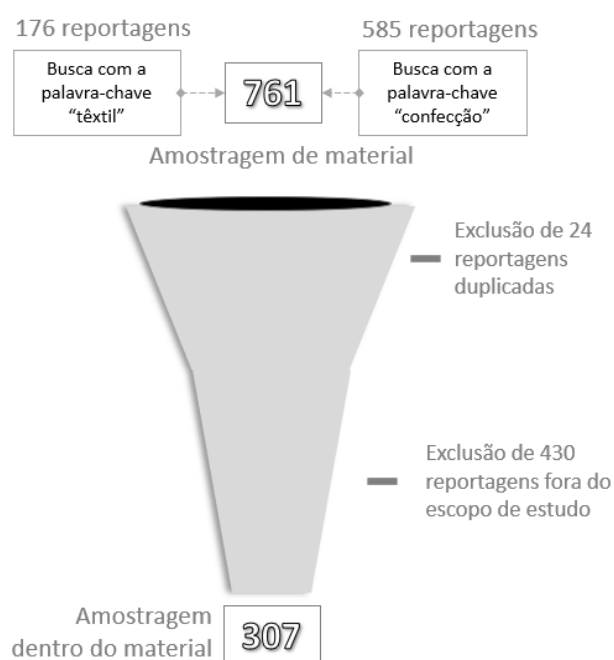 176 reportagens
585 reportagens
Busca com a
palavra-chave
“têxtil”
761
Busca com a
palavra-chave
“confecção”
Amostragem de material
Exclusão de 24
reportagens
duplicadas
Exclusão de 430
reportagens fora do
escopo de estudo
Amostragem
dentro do material
307